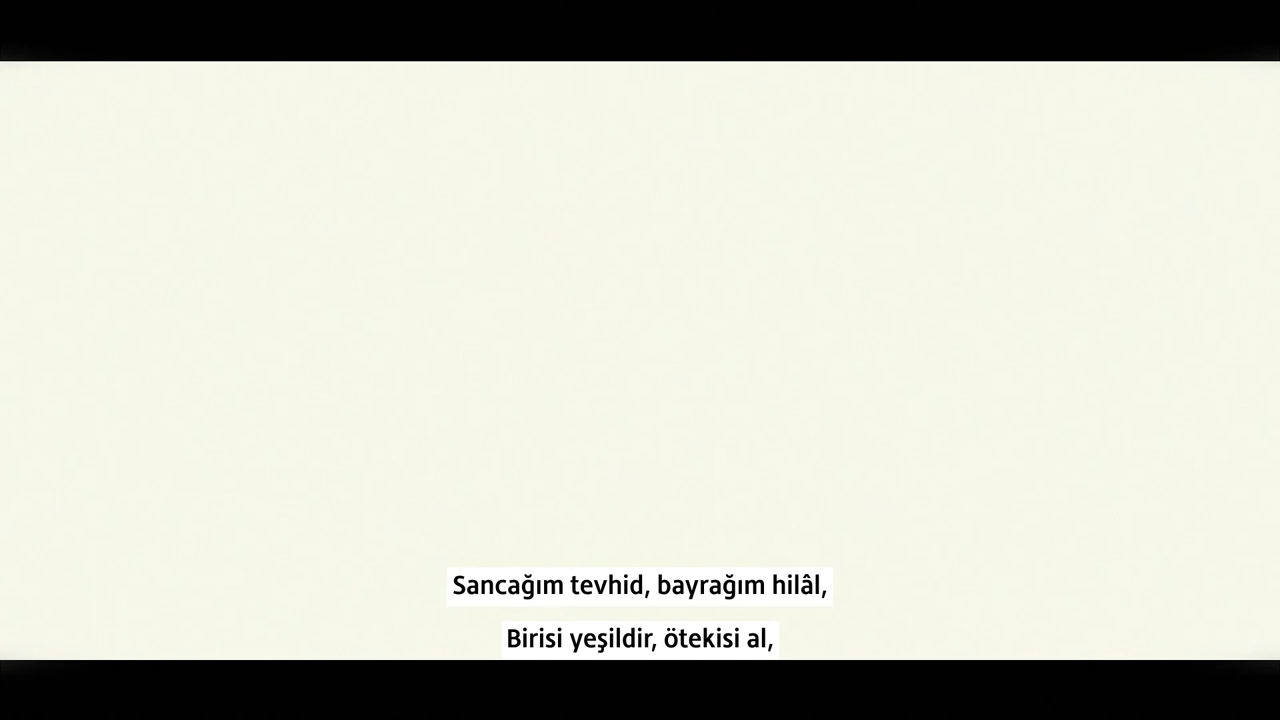 Sancağım tevhid, bayrağım hilâl,
Birisi yeşildir, ötekisi al,